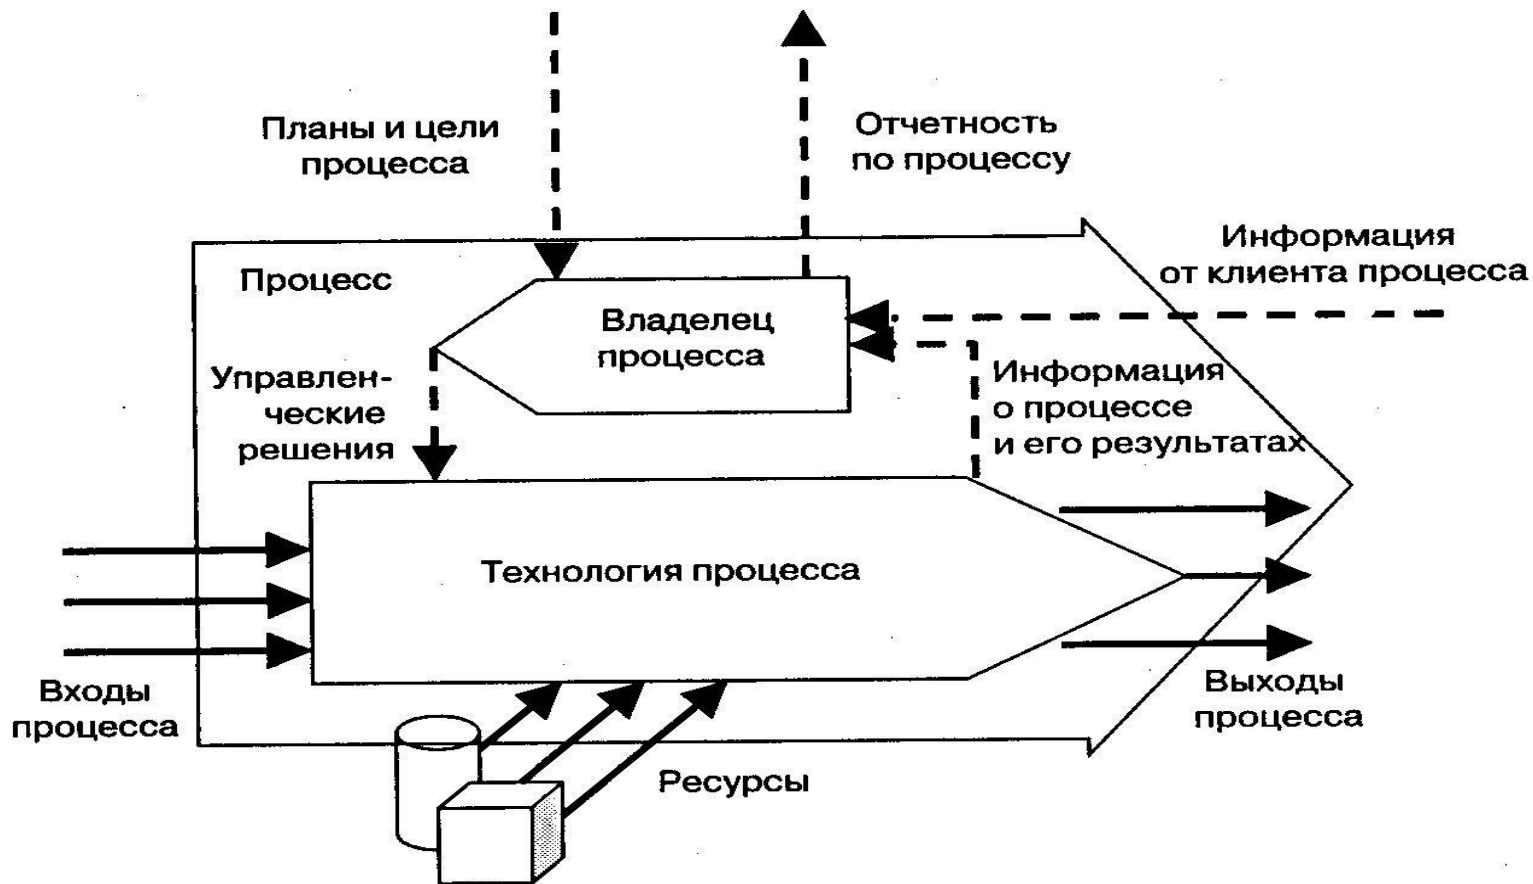 Планы и цели
процесса
Отчетность
по процессу
Информация
от клиента процесса
Процесс
Владелец
процесса
Управлен-
ческие
решения
Информация
о процессе
и его результатах
Технология процесса
Входы
процесса
Выходы
процесса
Ресурсы